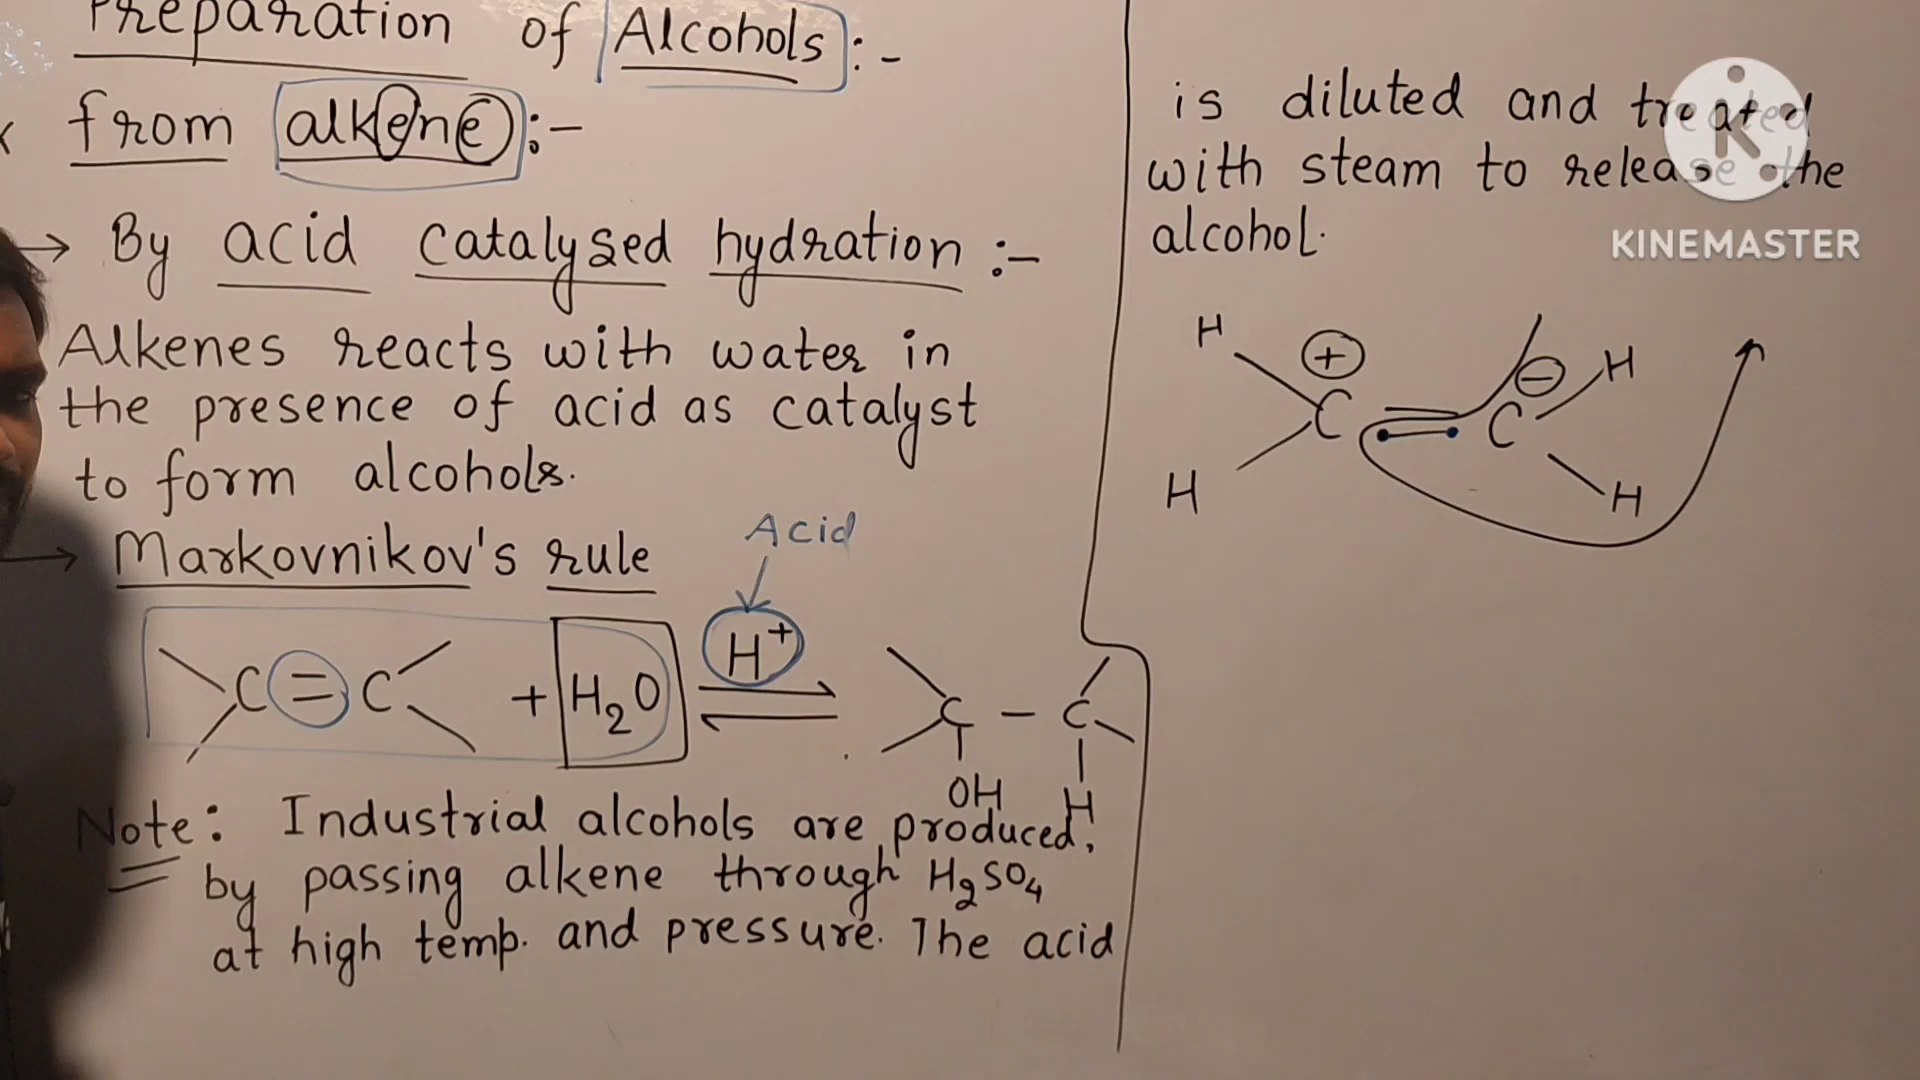 Preparation of Alcohols :-
from alkene :-
→ By acid catalysed hydration :-
Alkenes reacts with water in
the presence of acid as catalyst
to form alcohols.
→ Markovnikov's rule
Acid
C = C + H2O H+ ⇌ C - C
OH H
Note: Industrial alcohols are produced,
by passing alkene through H2SO4
at high temp. and pressure. The acid
is diluted and treated
with steam to release the
alcohol.
H + - H
C = C
H H
K
KINEMASTER